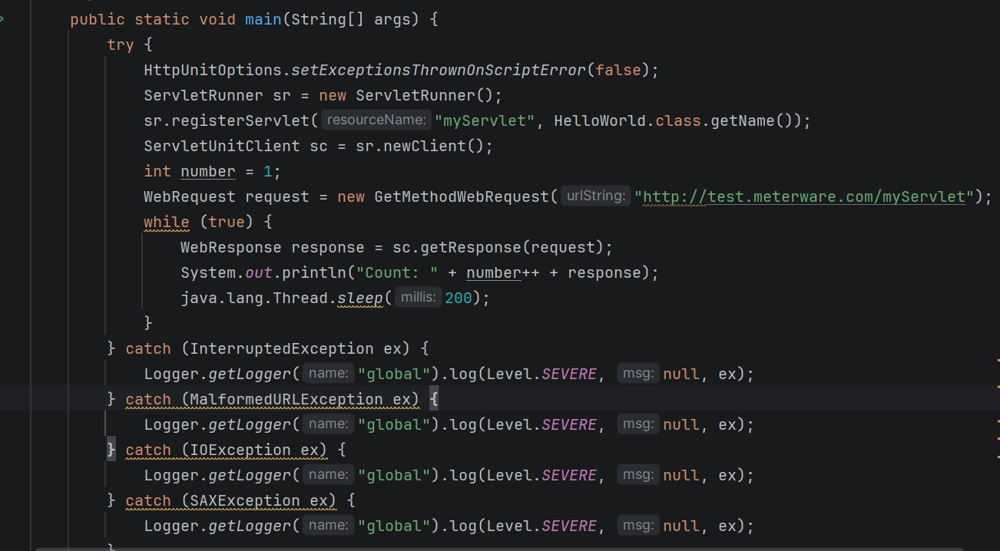 public static void main(String[] args) {
try {
HttpUnitOptions.setExceptionsThrownOnScriptError(false);
ServletRunner sr = new ServletRunner();
sr.registerServlet( resourceName: "myServlet", HelloWorld.class.getName());
ServletUnitClient sc = sr.newClient();
int number = 1;
WebRequest request = new GetMethodWebRequest( urlString: "http://test.meterware.com/myServlet");
while (true) {
WebResponse response = sc.getResponse(request);
System.out.println("Count: " + number++ + response);
java.lang.Thread.sleep( millis: 200);
}
} catch (InterruptedException ex) {
Logger.getLogger( name: "global").log(Level.SEVERE, msg: null, ex);
} catch (MalformedURLException ex) {
Logger.getLogger( name: "global").log(Level.SEVERE, msg: null, ex);
} catch (IOException ex) {
Logger.getLogger( name: "global").log(Level.SEVERE, msg: null, ex);
} catch (SAXException ex) {
Logger.getLogger( name: "global").log(Level.SEVERE, msg: null, ex);
}